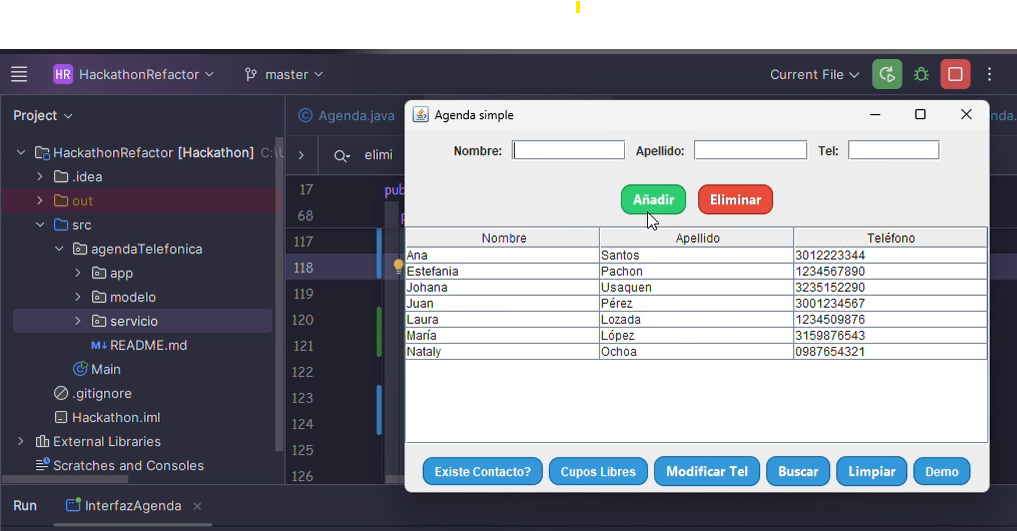 HR HackathonRefactor master Current File
Project
Agenda.java
nda.
HackathonRefactor [Hackathon] C:\U
.idea
out
src
agendaTelefonica
app
modelo
servicio
M↓ README.md
Main
.gitignore
Hackathon.iml
External Libraries
Scratches and Consoles
elimi
17 pub
68
117
118
119
120
121
122
123
124
125
126
Agenda simple
Nombre: Apellido: Tel:
Añadir Eliminar
Nombre Apellido Teléfono
Ana Santos 3012223344
Estefania Pachon 1234567890
Johana Usaquen 3235152290
Juan Pérez 3001234567
Laura Lozada 1234509876
María López 3159876543
Nataly Ochoa 0987654321
Existe Contacto? Cupos Libres Modificar Tel Buscar Limpiar Demo
Run InterfazAgenda